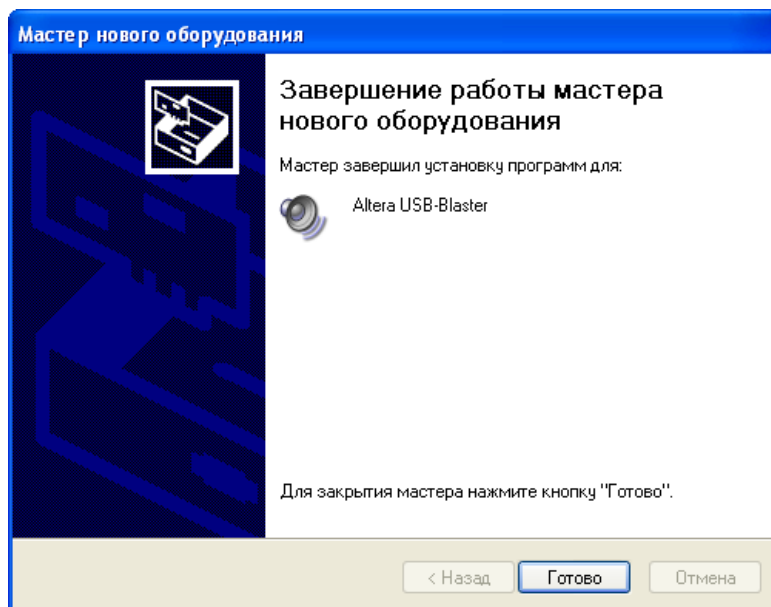 Мастер нового оборудования
Завершение работы мастера
нового оборудования
Мастер завершил установку программ для:
Altera USB-Blaster
Для закрытия мастера нажмите кнопку "Готово".
< Назад
Готово
Отмена